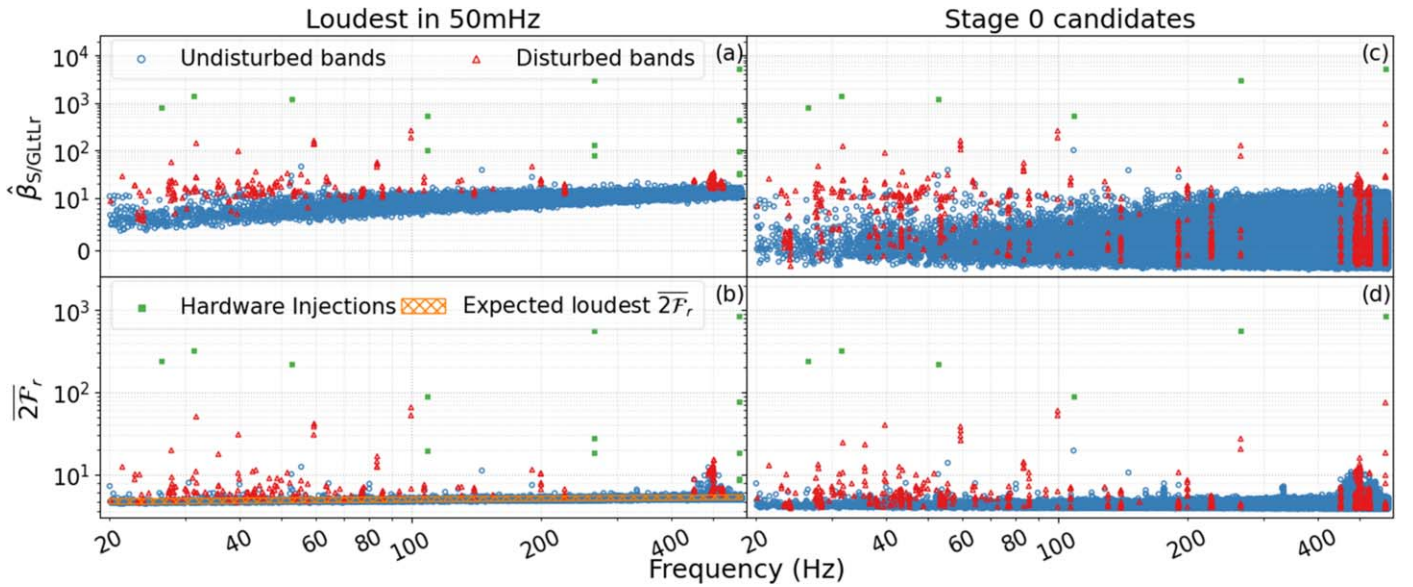 Loudest in 50mHz
Stage 0 candidates
(a)
(c)
Undisturbed bands
Disturbed bands
10⁴
10³
10²
10¹
0
β̂S/GLtLr
(b)
(d)
Hardware Injections
Expected loudest 2ℱ̅ᵣ
10³
10²
10¹
2ℱ̅ᵣ
20 40 60 80 100 200 400
20 40 60 80 100 200 400
Frequency (Hz)